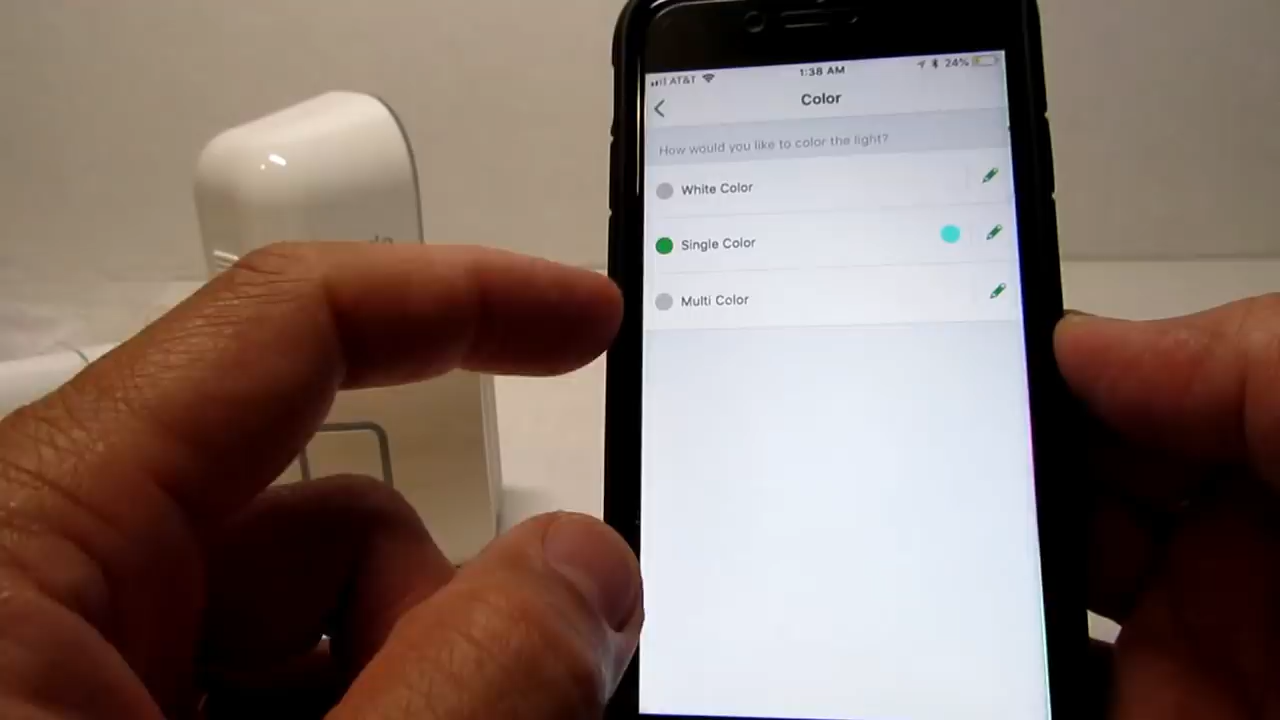 AT&T 1:38 AM 24%
Color
How would you like to color the light?
White Color
Single Color
Multi Color